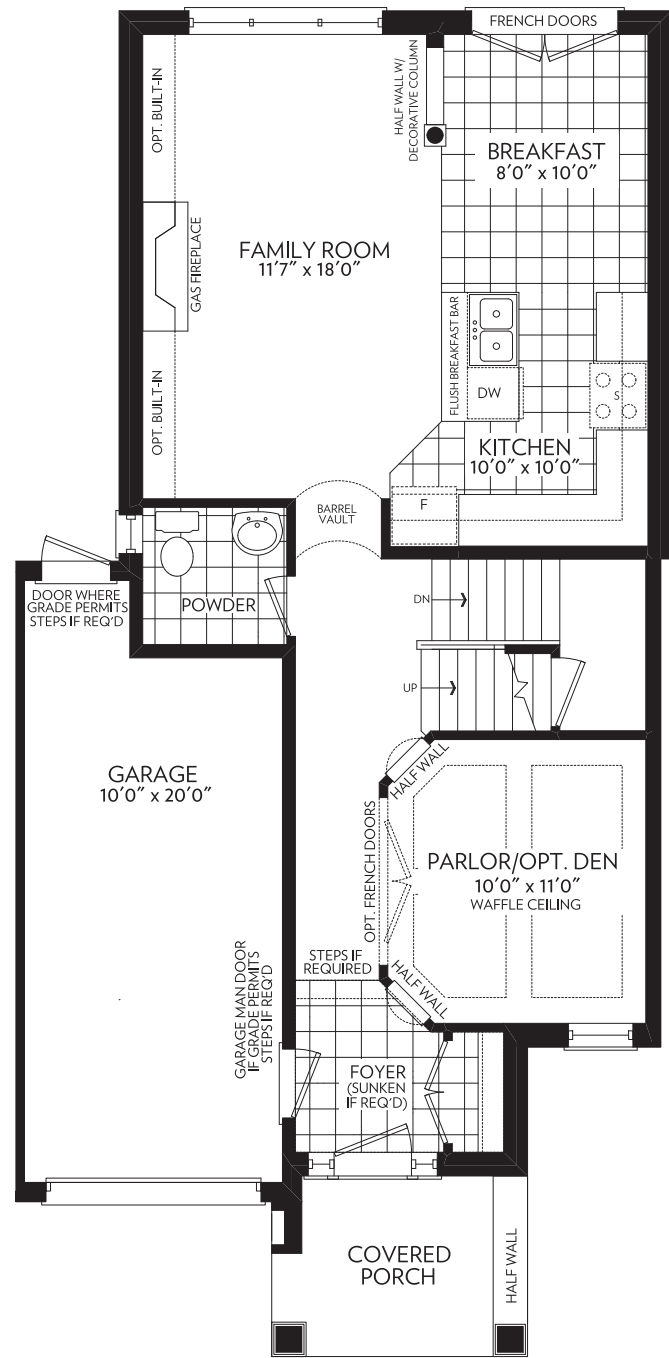 FRENCH DOORS
OPT. BUILT-IN
HALF WALL W/
DECORATIVE COLUMN
BREAKFAST
8'0" x 10'0"
FAMILY ROOM
11'7" x 18'0"
GAS FIREPLACE
FLUSH BREAKFAST BAR
DW
S
OPT. BUILT-IN
KITCHEN
10'0" x 10'0"
F
BARREL
VAULT
DOOR WHERE
GRADE PERMITS
STEPS IF REQ'D
POWDER
DN
UP
HALF WALL
GARAGE
10'0" x 20'0"
OPT. FRENCH DOORS
PARLOR/OPT. DEN
10'0" x 11'0"
WAFFLE CEILING
STEPS IF
REQUIRED
HALF WALL
GARAGE MAN DOOR
IF GRADE PERMITS
STEPS IF REQ'D
FOYER
(SUNKEN
IF REQ'D)
COVERED
PORCH
HALF WALL